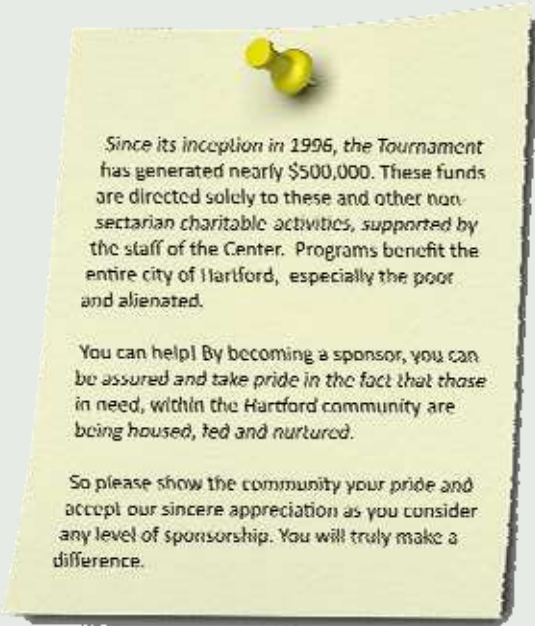 Since its inception in 1996, the Tournament
has generated nearly $500,000. These funds
are directed solely to these and other non-
sectarian charitable activities, supported by
the staff of the Center.  Programs benefit the
entire city of Hartford,  especially the poor
and alienated.
You can help! By becoming a sponsor, you can
be assured and take pride in the fact that those
in need, within the Hartford community are
being housed, fed and nurtured.
So please show the community your pride and
accept our sincere appreciation as you consider
any level of sponsorship. You will truly make a
difference.